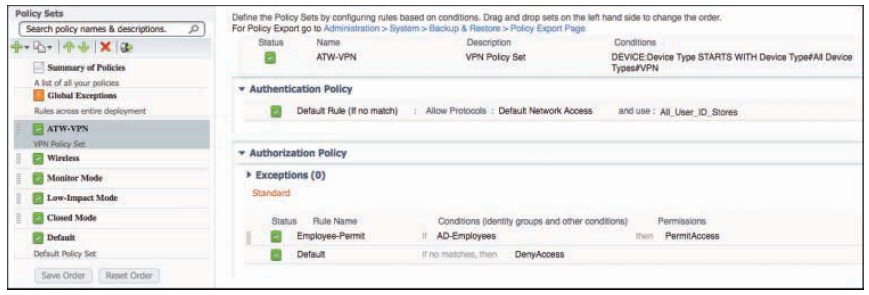 Policy Sets
Search policy names & descriptions.
Summary of Policies
A list of all your policies
Global Exceptions
Rules across entire deployment
ATW-VPN
VPN Policy Set
Wireless
Monitor Mode
Low-Impact Mode
Closed Mode
Default
Default Policy Set
Save Order Reset Order
Define the Policy Sets by configuring rules based on conditions. Drag and drop sets on the left hand side to change the order.
For Policy Export go to Administration > System > Backup & Restore > Policy Export Page
Status Name Description Conditions
ATW-VPN VPN Policy Set DEVICE:Device Type STARTS WITH Device Type#All Device
Types#VPN
Authentication Policy
Default Rule (If no match) : Allow Protocols : Default Network Access and use : All_User_ID_Stores
Authorization Policy
Exceptions (0)
Standard
Status Rule Name Conditions (identity groups and other conditions) Permissions
Employee-Permit if AD-Employees then PermitAccess
Default If no matches, then DenyAccess